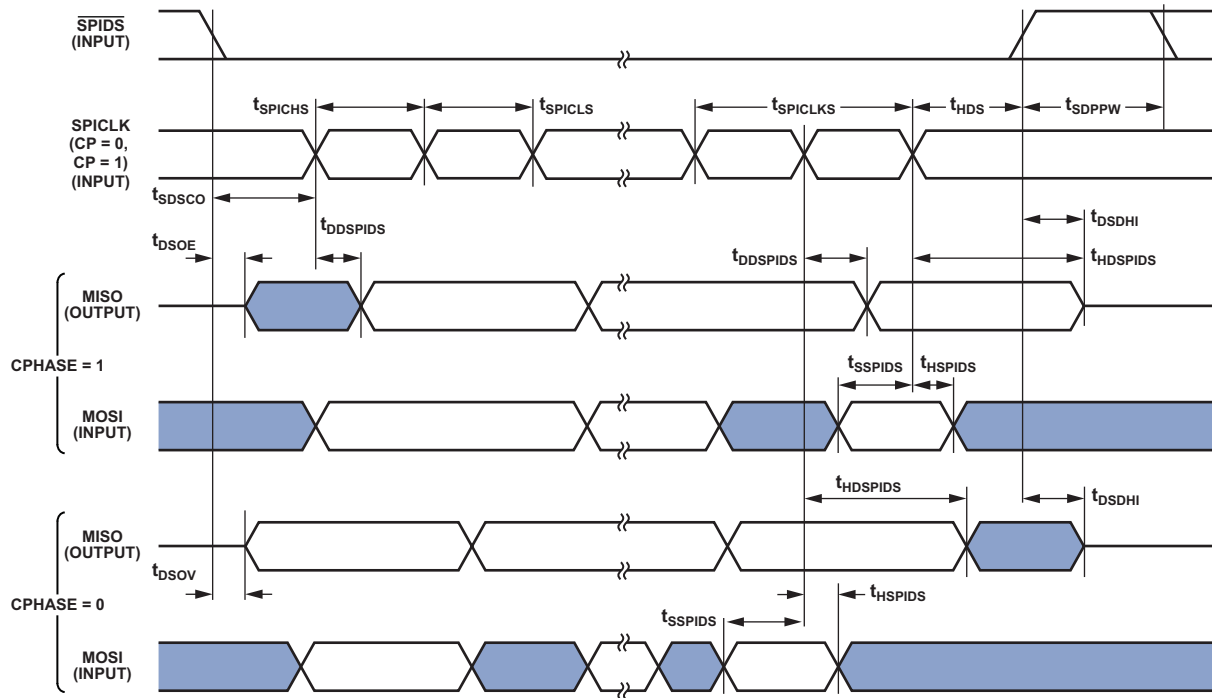 SPIDS
(INPUT)
tSPICHS
tSPICLS
tSPICLKS
tHDS
tSDPPW
SPICLK
(CP = 0,
CP = 1)
(INPUT)
tSDSCO
tDSOE
tDDSPIDS
tDDSPIDS
tDSDHI
tHDSPIDS
MISO
(OUTPUT)
CPHASE = 1
tSSPIDS
tHSPIDS
MOSI
(INPUT)
tHDSPIDS
tDSDHI
MISO
(OUTPUT)
tDSOV
CPHASE = 0
tHSPIDS
tSSPIDS
MOSI
(INPUT)